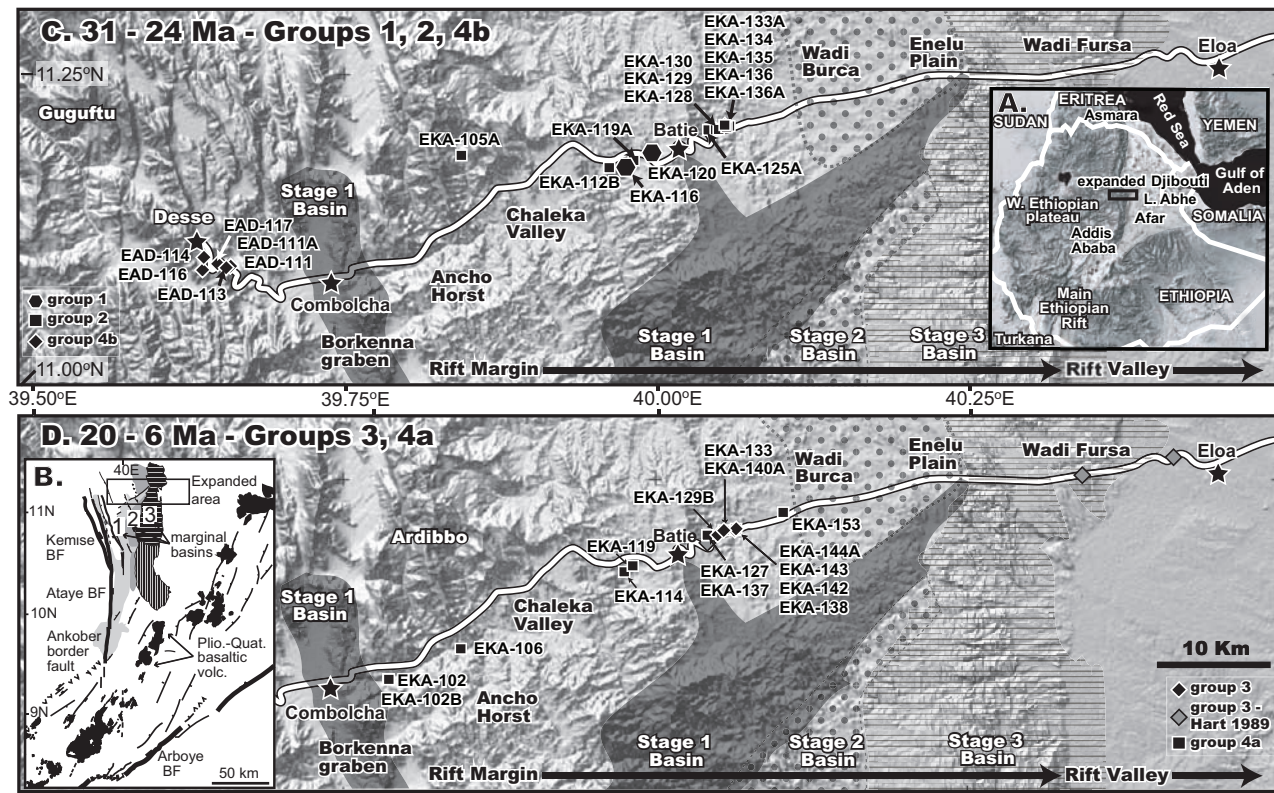 C. 31 - 24 Ma - Groups 1, 2, 4b
11.25ºN
Guguftu
EKA-105A
EKA-133A
EKA-134
EKA-135
EKA-136
EKA-136A
EKA-130
EKA-129
EKA-128
EKA-119A
Batie
EKA-125A
EKA-120
EKA-112B
EKA-116
Wadi
Burca
Enelu
Plain
Wadi Fursa
Eloa
Stage 1
Basin
Desse
EAD-117
EAD-111A
EAD-111
EAD-114
EAD-116
EAD-113
Combolcha
Chaleka
Valley
Ancho
Horst
Borkenna
graben
group 1
group 2
group 4b
11.00ºN
Stage 1
Basin
Stage 2
Basin
Stage 3
Basin
Rift Margin
Rift Valley
A.
ERITREA
Asmara
SUDAN
Red Sea
YEMEN
expanded
Djibouti
Gulf of
Aden
L. Abhe
W. Ethiopian
plateau
SOMALIA
Afar
Addis
Ababa
Main
Ethiopian
Rift
ETHIOPIA
Turkana
39.50ºE
39.75ºE
40.00ºE
40.25ºE
D. 20 - 6 Ma - Groups 3, 4a
B.
40E
Expanded
area
11N
1
2
3
Kemise
BF
marginal
basins
Ataye BF
10N
Ankober
border
fault
Plio.-Quat.
basaltic
volc.
9N
Arboye
BF
50 km
Ardibbo
EKA-133
EKA-140A
EKA-129B
Batie
EKA-119
EKA-114
EKA-127
EKA-137
EKA-153
EKA-144A
EKA-143
EKA-142
EKA-138
Wadi
Burca
Enelu
Plain
Wadi Fursa
Eloa
Stage 1
Basin
Chaleka
Valley
EKA-106
EKA-102
EKA-102B
Combolcha
Ancho
Horst
Borkenna
graben
Stage 1
Basin
Stage 2
Basin
Stage 3
Basin
Rift Margin
Rift Valley
10 Km
group 3
group 3 -
Hart 1989
group 4a